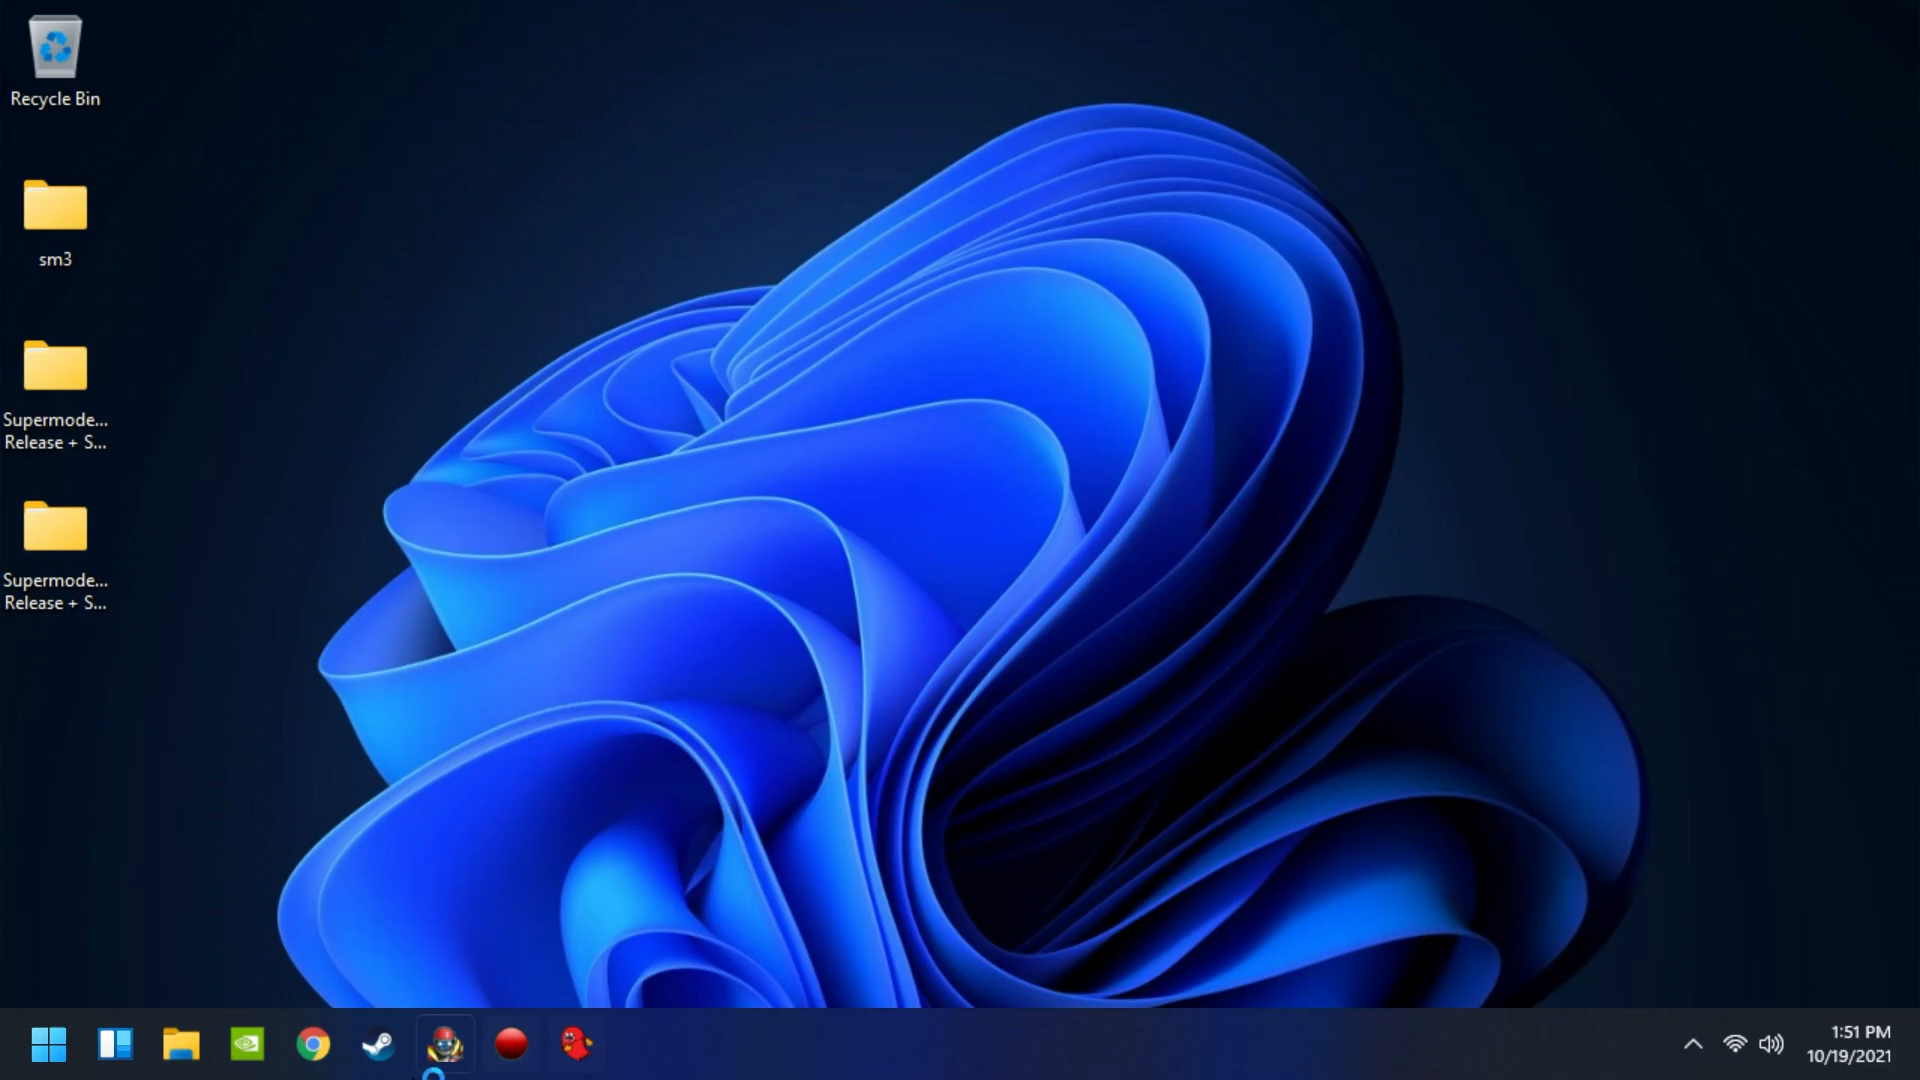 Recycle Bin
sm3
Supermode...
Release + S...
Supermode...
Release + S...
1:51 PM
10/19/2021